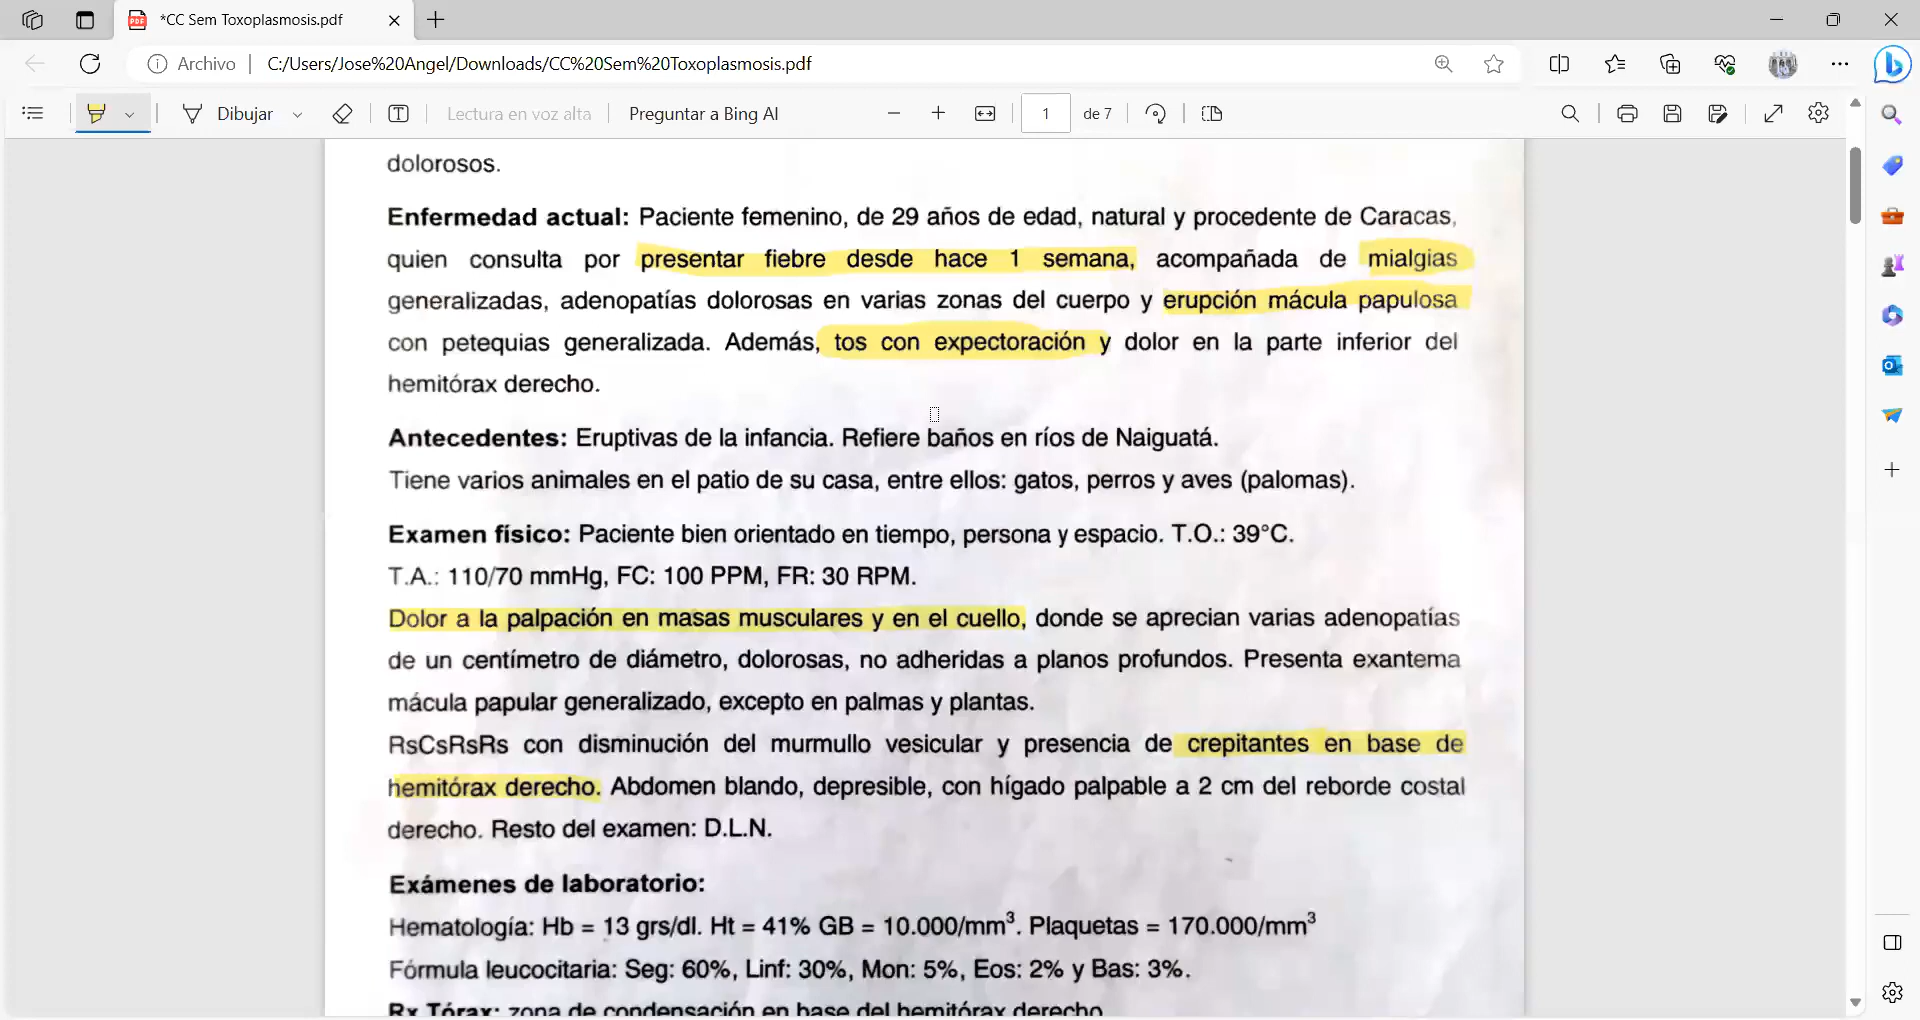 *CC Sem Toxoplasmosis.pdf
Archivo C:/Users/Jose%20Angel/Downloads/CC%20Sem%20Toxoplasmosis.pdf
Dibujar Lectura en voz alta Preguntar a Bing AI 1 de 7
dolorosos.
Enfermedad actual: Paciente femenino, de 29 años de edad, natural y procedente de Caracas,
quien consulta por presentar fiebre desde hace 1 semana, acompañada de mialgias
generalizadas, adenopatías dolorosas en varias zonas del cuerpo y erupción mácula papulosa
con petequias generalizada. Además, tos con expectoración y dolor en la parte inferior del
hemitórax derecho.
Antecedentes: Eruptivas de la infancia. Refiere baños en ríos de Naiguatá.
Tiene varios animales en el patio de su casa, entre ellos: gatos, perros y aves (palomas).
Examen físico: Paciente bien orientado en tiempo, persona y espacio. T.O.: 39°C.
T.A.: 110/70 mmHg, FC: 100 PPM, FR: 30 RPM.
Dolor a la palpación en masas musculares y en el cuello, donde se aprecian varias adenopatías
de un centímetro de diámetro, dolorosas, no adheridas a planos profundos. Presenta exantema
mácula papular generalizado, excepto en palmas y plantas.
RsCsRsRs con disminución del murmullo vesicular y presencia de crepitantes en base de
hemitórax derecho. Abdomen blando, depresible, con hígado palpable a 2 cm del reborde costal
derecho. Resto del examen: D.L.N.
Exámenes de laboratorio:
Hematología: Hb = 13 grs/dl. Ht = 41% GB = 10.000/mm³. Plaquetas = 170.000/mm³
Fórmula leucocitaria: Seg: 60%, Linf: 30%, Mon: 5%, Eos: 2% y Bas: 3%.
Rx Tórax: zona de condensación en base del hemitórax derecho